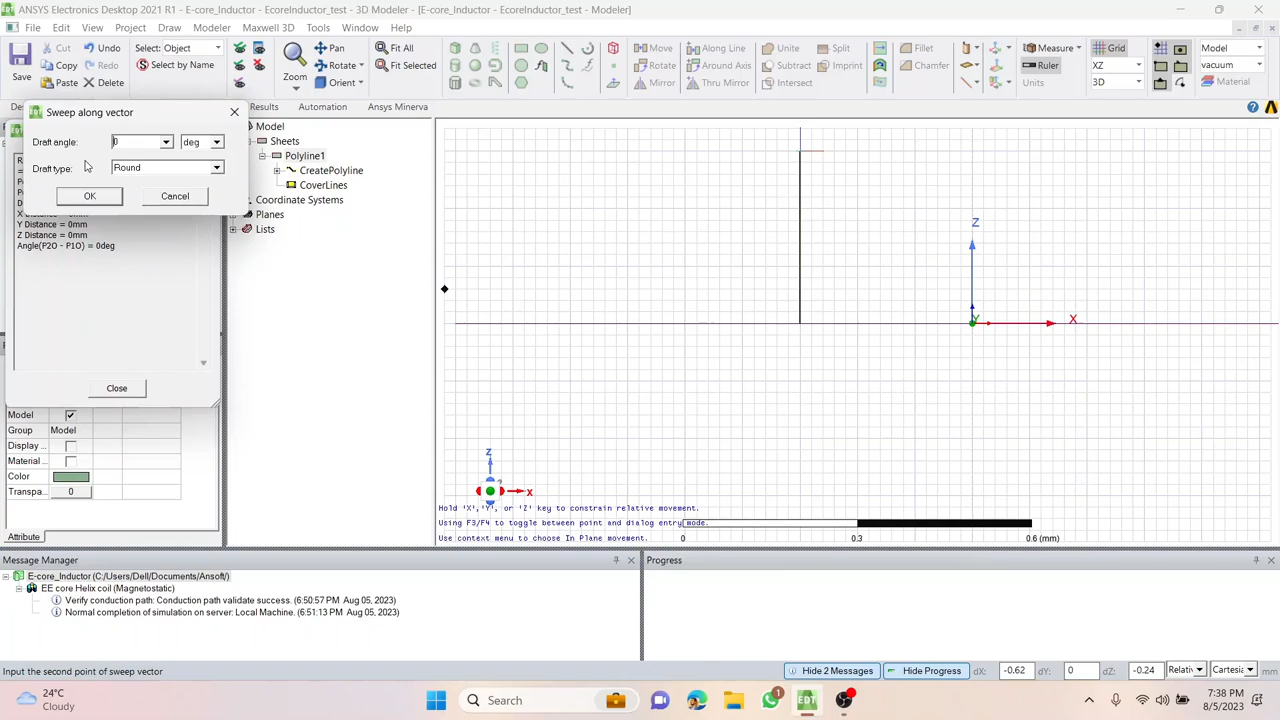 ANSYS Electronics Desktop 2021 R1 - E-core_Inductor - EcoreInductor_test - 3D Modeler - [E-core_Inductor - EcoreInductor_test - Modeler]
File Edit View Project Draw Modeler Maxwell 3D Tools Window Help
Save
Cut Undo
Copy Redo
Paste Delete
Select: Object
Select by Name
Zoom
Pan
Rotate
Orient
Fit All
Fit Selected
Move Along Line
Rotate Around Axis
Mirror Thru Mirror
Unite Split
Subtract Imprint
Intersect
Fillet
Chamfer
Measure
Ruler
Units
Grid
XZ
3D
Model
vacuum
Material
Results Automation Ansys Minerva
Sweep along vector
Draft angle: 0 deg
Draft type: Round
OK Cancel
Y Distance = 0mm
Z Distance = 0mm
Angle(P2O - P1O) = 0deg
Close
Model
Group Model
Display ...
Material ...
Color
Transpa... 0
Attribute
Model
Sheets
Polyline1
CreatePolyline
CoverLines
Coordinate Systems
Planes
Lists
Z
X
Y
z
x
Hold 'X','Y', or 'Z' key to constrain relative movement.
Using F3/F4 to toggle between point and dialog entry mode.
Use context menu to choose In Plane movement.
0 0.3 0.6 (mm)
Message Manager
E-core_Inductor (C:/Users/Dell/Documents/Ansoft/)
EE core Helix coil (Magnetostatic)
Verify conduction path: Conduction path validate success. (6:50:57 PM Aug 05, 2023)
Normal completion of simulation on server: Local Machine. (6:51:13 PM Aug 05, 2023)
Progress
Input the second point of sweep vector
Hide 2 Messages Hide Progress dX: -0.62 dY: 0 dZ: -0.24 Relativ Cartesia mm
24°C
Cloudy
Search
1
EDT
7:38 PM
8/5/2023